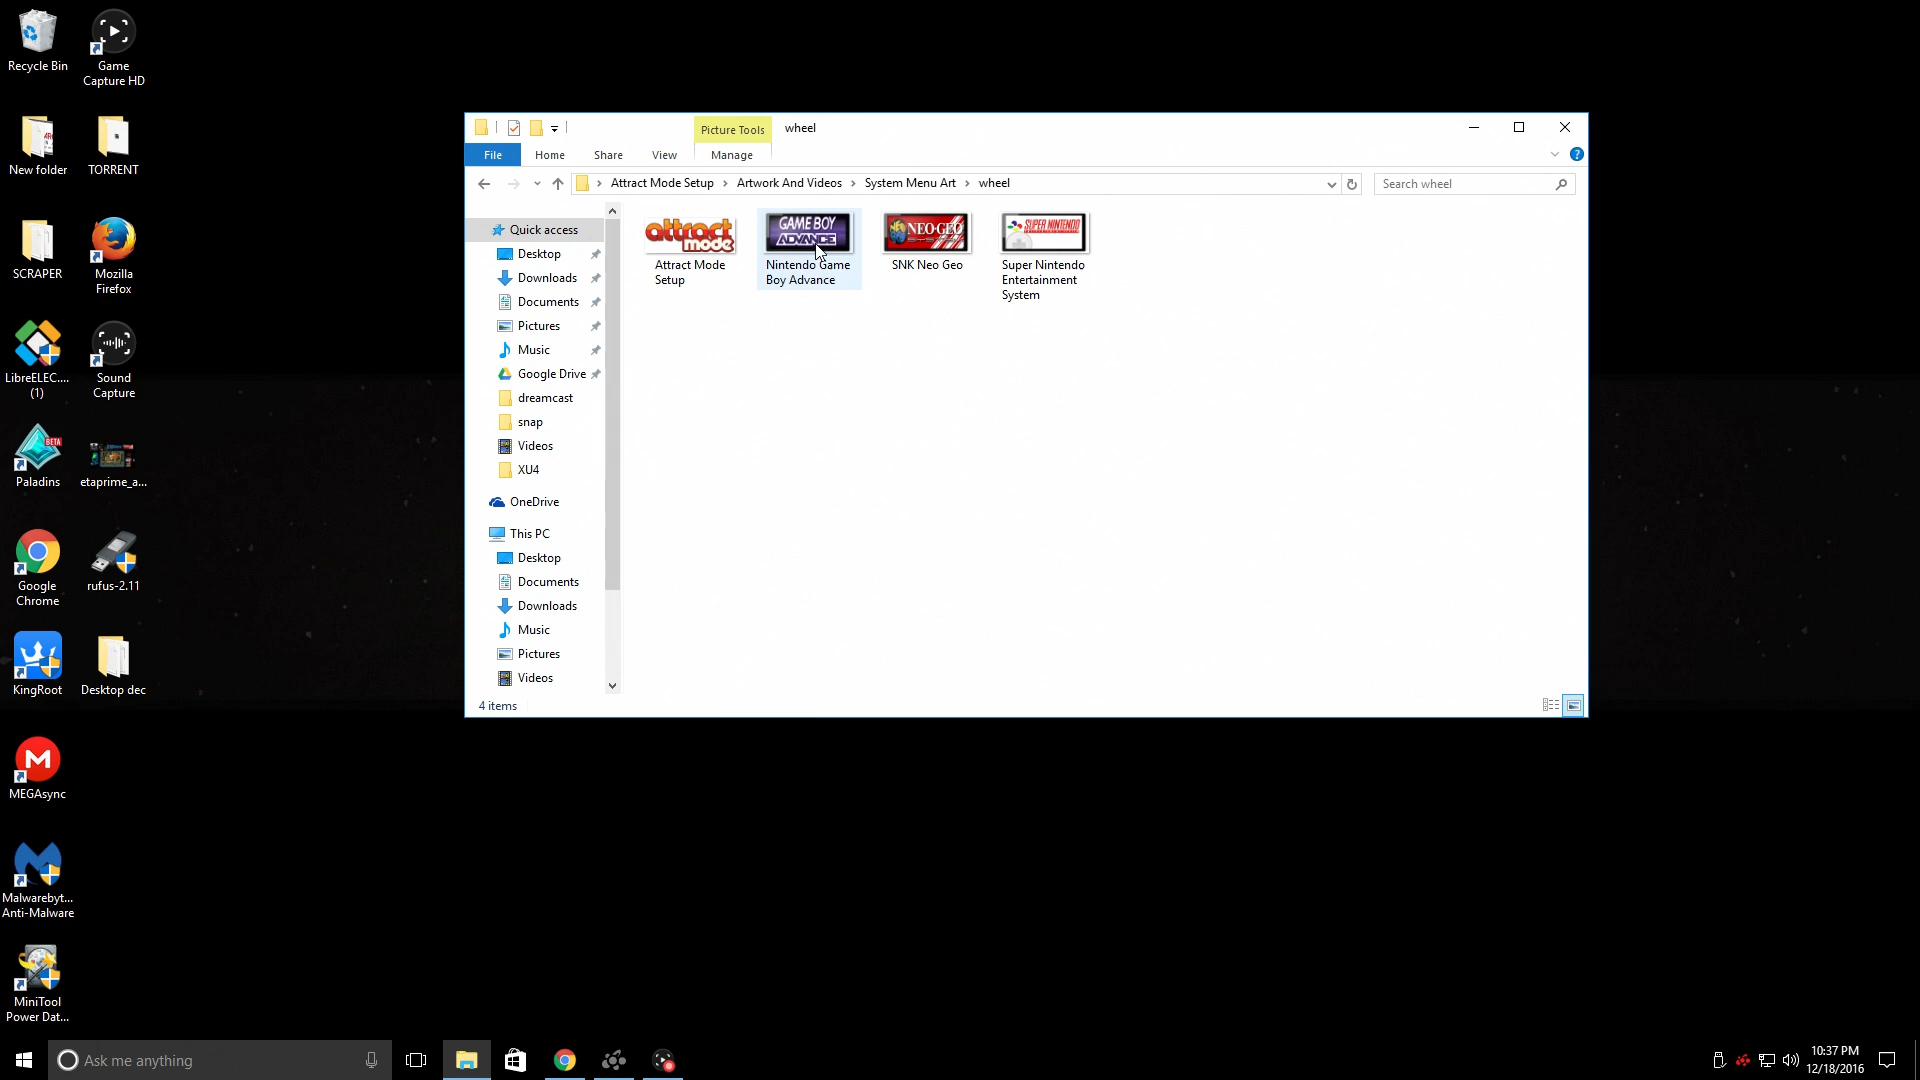 Recycle Bin
Game
Capture HD
New folder
TORRENT
SCRAPER
Mozilla
Firefox
LibreELEC....
(1)
Sound
Capture
BETA
Paladins
etaprime_a...
Google
Chrome
rufus-2.11
KingRoot
Desktop dec
MEGAsync
Malwarebyt...
Anti-Malware
MiniTool
Power Dat...
Picture Tools
wheel
File
Home
Share
View
Manage
Attract Mode Setup > Artwork And Videos > System Menu Art > wheel
Search wheel
Quick access
Desktop
Downloads
Documents
Pictures
Music
Google Drive
dreamcast
snap
Videos
XU4
OneDrive
This PC
Desktop
Documents
Downloads
Music
Pictures
Videos
attract
mode
Attract Mode
Setup
GAME BOY
ADVANCE
Nintendo Game
Boy Advance
NEO-GEO
SNK Neo Geo
SUPER NINTENDO
Super Nintendo
Entertainment
System
4 items
Ask me anything
10:37 PM
12/18/2016